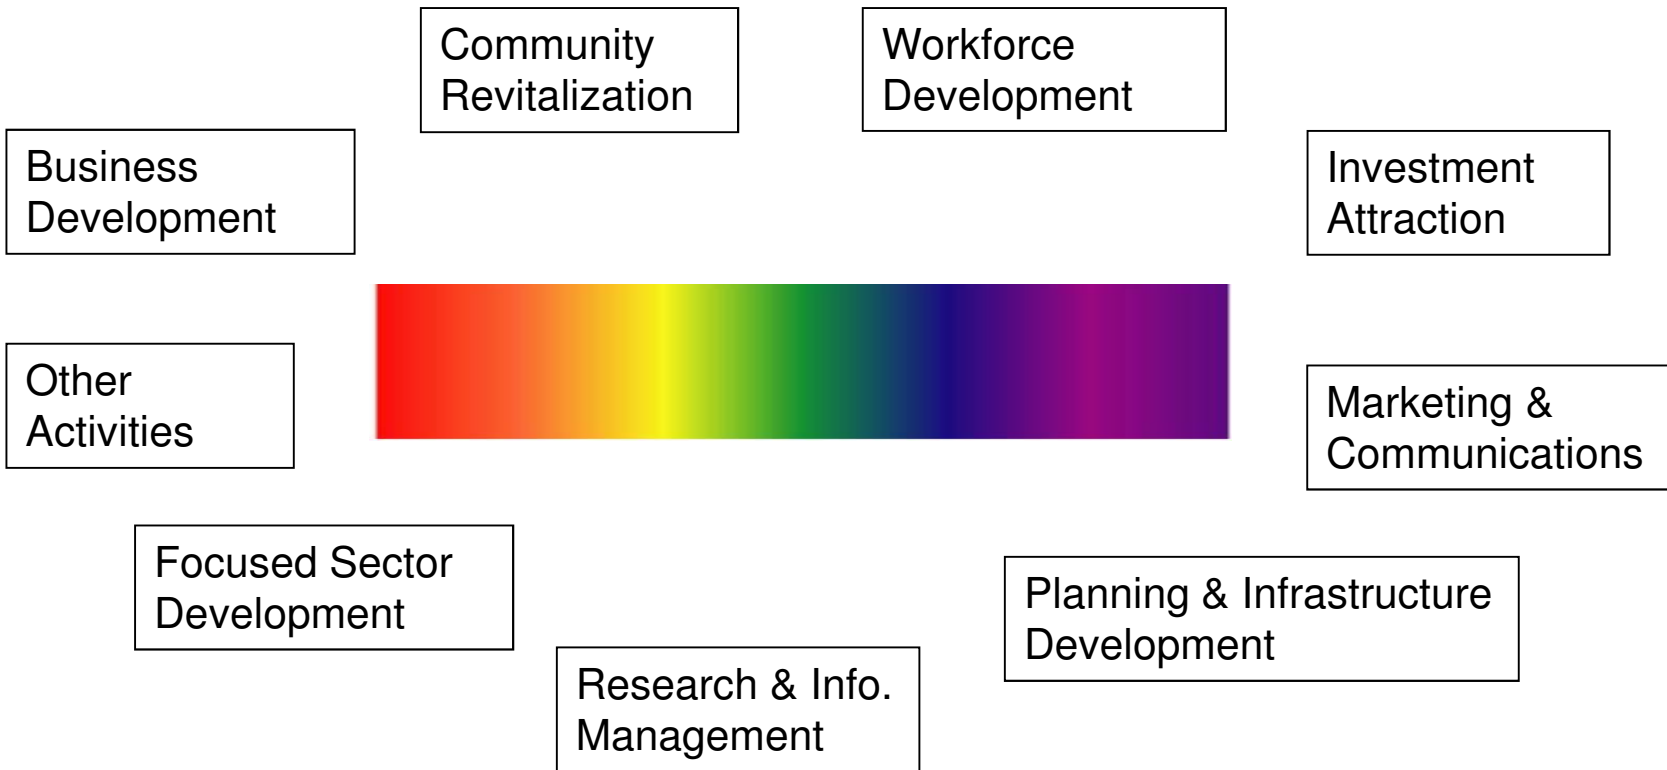 Community
Revitalization
Workforce
Development
Business
Development
Investment
Attraction
Other
Activities
Marketing &
Communications
Focused Sector
Development
Planning & Infrastructure
Development
Research & Info.
Management